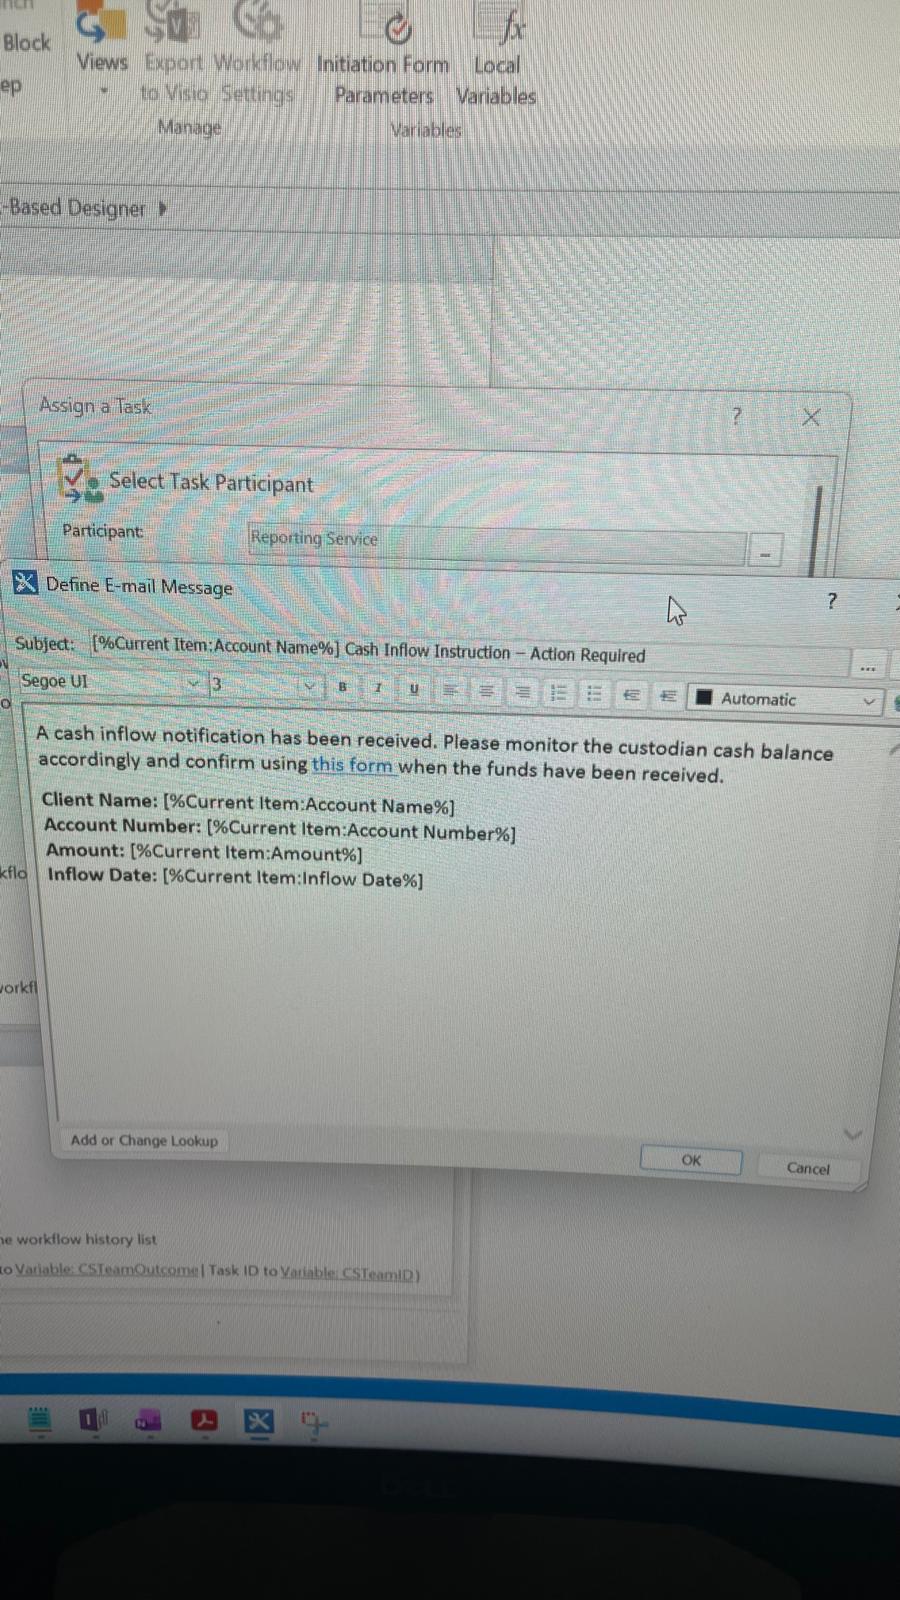 Block
ep
Views
Export to Visio
Workflow Settings
Initiation Form Parameters
Local Variables
Manage
Variables
-Based Designer
Assign a Task
?
Select Task Participant
Participant:
Reporting Service
...
Define E-mail Message
?
Subject: [%Current Item:Account Name%] Cash Inflow Instruction – Action Required
...
Segoe UI
3
B I U
Automatic
A cash inflow notification has been received. Please monitor the custodian cash balance
accordingly and confirm using this form when the funds have been received.
Client Name: [%Current Item:Account Name%]
Account Number: [%Current Item:Account Number%]
Amount: [%Current Item:Amount%]
kflo
Inflow Date: [%Current Item:Inflow Date%]
workfl
Add or Change Lookup
OK
Cancel
he workflow history list
to Variable: CSTeamOutcome | Task ID to Variable: CSTeamID )
DELL